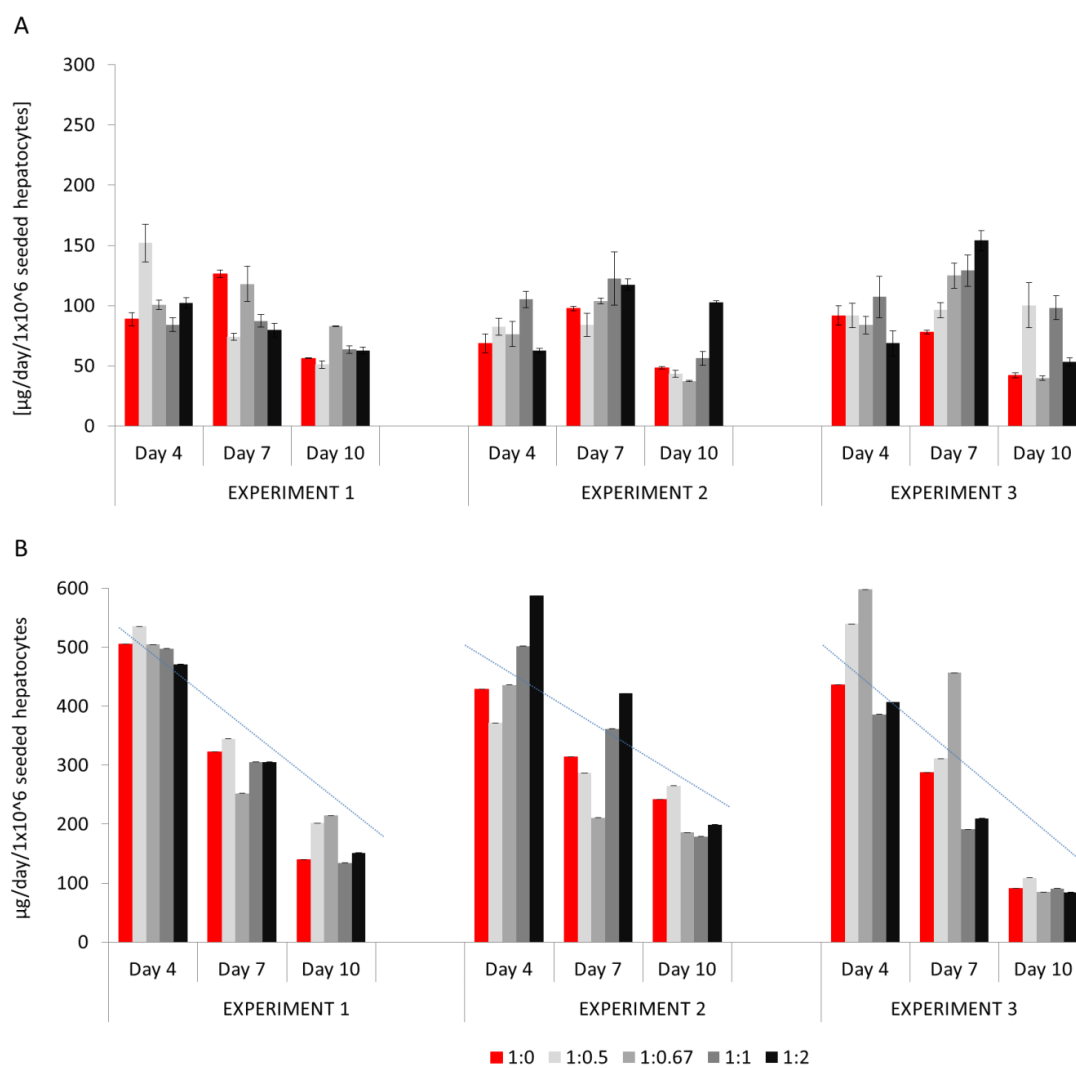 A
[µg/day/1x10^6 seeded hepatocytes]
300
250
200
150
100
50
0
Day 4 Day 7 Day 10 Day 4 Day 7 Day 10 Day 4 Day 7 Day 10
EXPERIMENT 1 EXPERIMENT 2 EXPERIMENT 3
B
µg/day/1x10^6 seeded hepatocytes
600
500
400
300
200
100
0
Day 4 Day 7 Day 10 Day 4 Day 7 Day 10 Day 4 Day 7 Day 10
EXPERIMENT 1 EXPERIMENT 2 EXPERIMENT 3
1:0 1:0.5 1:0.67 1:1 1:2